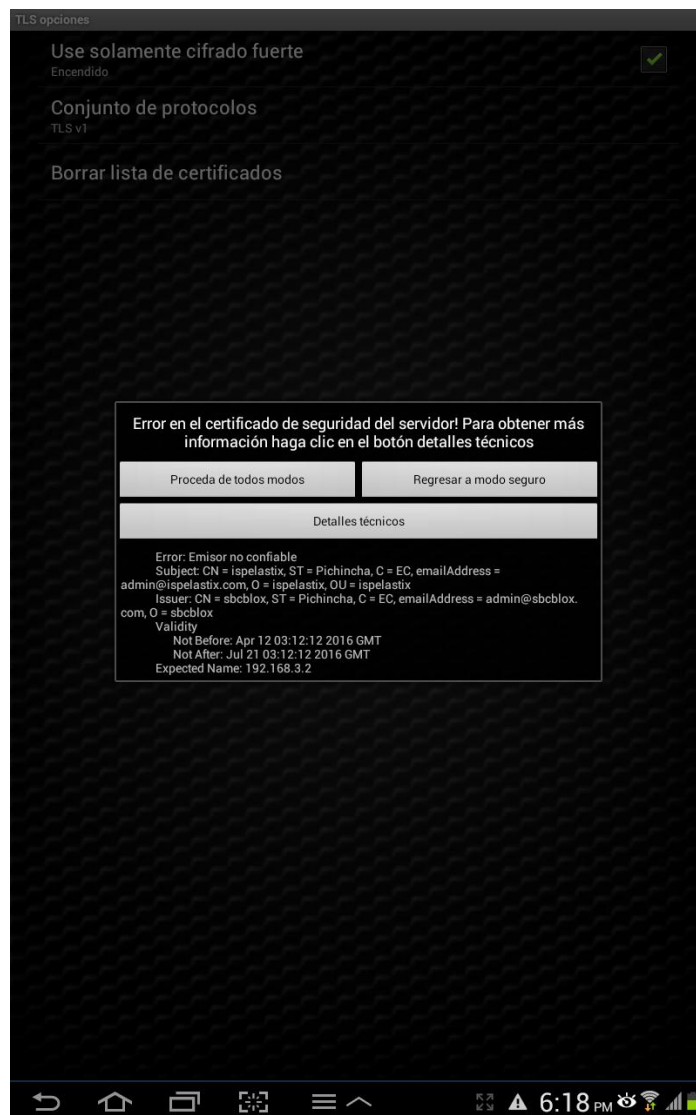 TLS opciones
Use solamente cifrado fuerte
Encendido
Conjunto de protocolos
TLS v1
Borrar lista de certificados
Error en el certificado de seguridad del servidor! Para obtener más
información haga clic en el botón detalles técnicos
Proceda de todos modos
Regresar a modo seguro
Detalles técnicos
Error: Emisor no confiable
Subject: CN = ispelastix, ST = Pichincha, C = EC, emailAddress =
admin@ispelastix.com, O = ispelastix, OU = ispelastix
Issuer: CN = sbcblox, ST = Pichincha, C = EC, emailAddress = admin@sbcblox.
com, O = sbcblox
Validity
Not Before: Apr 12 03:12:12 2016 GMT
Not After: Jul 21 03:12:12 2016 GMT
Expected Name: 192.168.3.2
6:18 PM